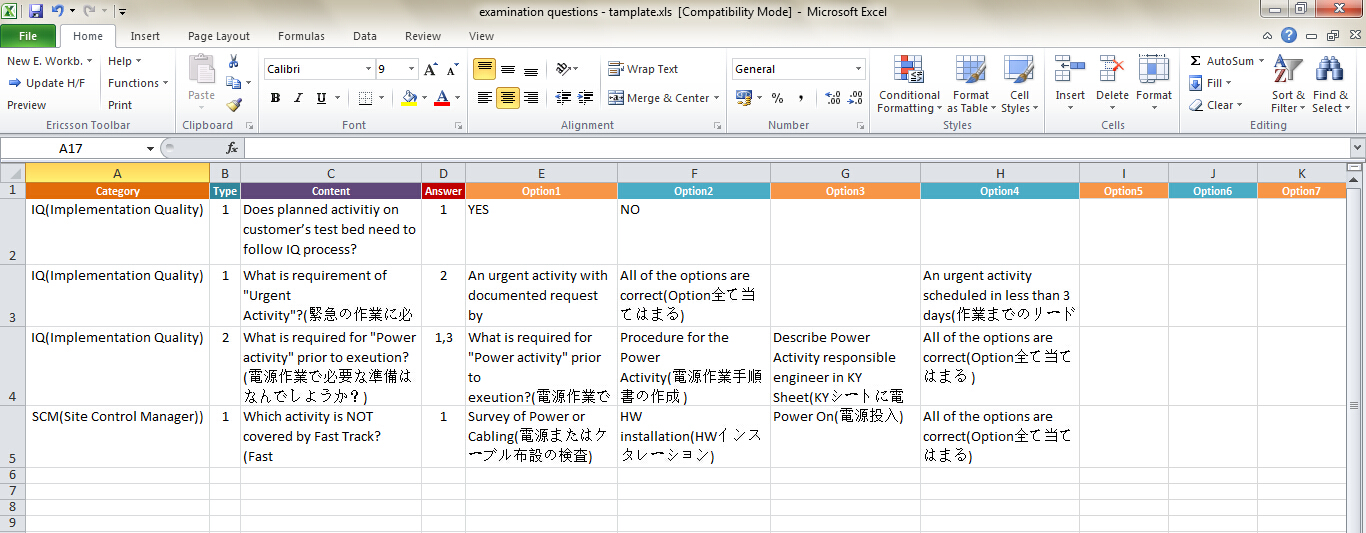 examination questions - tamplate.xls [Compatibility Mode] - Microsoft Excel
File Home Insert Page Layout Formulas Data Review View
New E. Workb. Help
Update H/F Functions
Preview Print
Ericsson Toolbar
Paste
Clipboard
Calibri 9
B I U
Font
Wrap Text
Merge & Center
Alignment
General
% ,
Number
Conditional Formatting
Format as Table
Cell Styles
Styles
Insert Delete Format
Cells
AutoSum
Fill
Clear
Sort & Filter
Find & Select
Editing
A17 fx
A B C D E F G H I J K
1 Category Type Content Answer Option1 Option2 Option3 Option4 Option5 Option6 Option7
2 IQ(Implementation Quality) 1
Does planned activitiy on
customer's test bed need to
follow IQ process?
1 YES NO
3 IQ(Implementation Quality) 1
What is requirement of
"Urgent
Activity"?(緊急の作業に必
2
An urgent activity with
documented request
by
All of the options are
correct(Option全て当
てはまる)
An urgent activity
scheduled in less than 3
days(作業までのリード
4 IQ(Implementation Quality) 2
What is required for "Power
activity" prior to exeution?
(電源作業で必要な準備は
なんでしようか？)
1,3
What is required for
"Power activity" prior
to
exeution?(電源作業で
Procedure for the
Power
Activity(電源作業手順
書の作成)
Describe Power
Activity responsible
engineer in KY
Sheet(KYシートに電
All of the options are
correct(Option全て当て
はまる)
5 SCM(Site Control Manager)) 1
Which activity is NOT
covered by Fast Track?
(Fast
1
Survey of Power or
Cabling(電源またはケ
ーブル布設の検査)
HW
installation(HWインス
タレーション)
Power On(電源投入)
All of the options are
correct(Option全て当て
はまる)
6
7
8
9